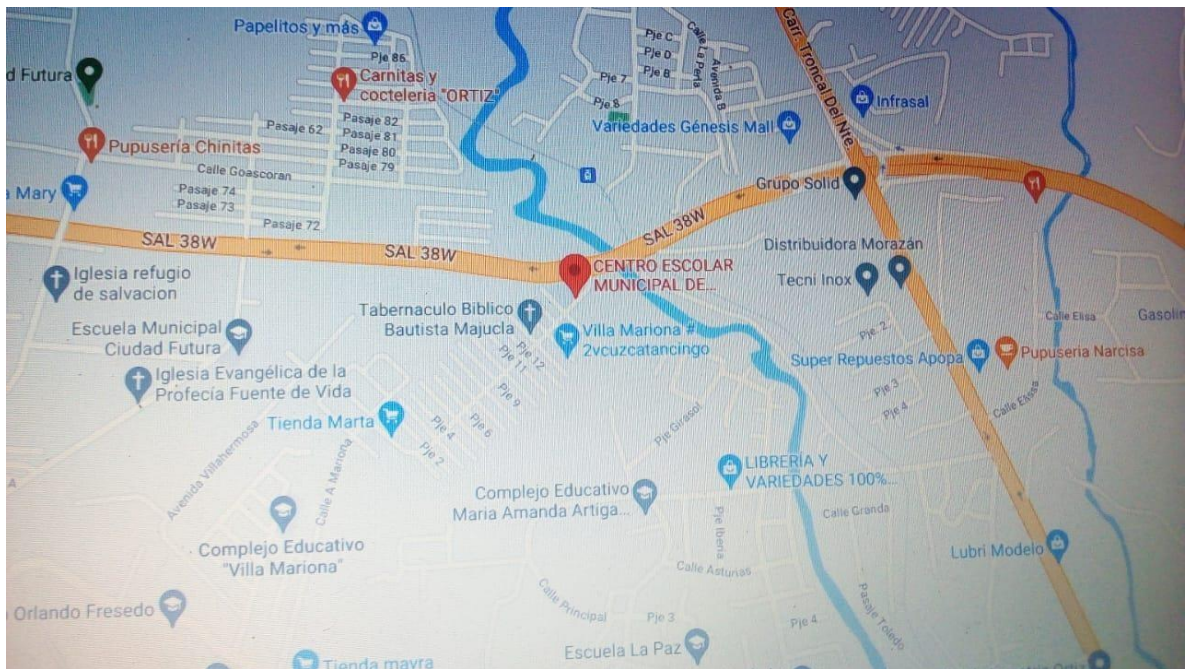 Papelitos y más
Pje 86
d Futura
Carnitas y
cocteleria "ORTIZ"
Pje C
Pje D
Pje B
Calle La Perla
Avenida B
Pje 7
Pje 8
Carr. Troncal Del Nte.
Infrasal
Variedades Génesis Mall
Pasaje 62
Pasaje 82
Pasaje 81
Pasaje 80
Pasaje 79
Pupusería Chinitas
Calle Goascoran
a Mary
Pasaje 74
Pasaje 73
Pasaje 72
Grupo Solid
SAL 38W
SAL 38W
SAL 38W
Distribuidora Morazán
Tecni Inox
CENTRO ESCOLAR
MUNICIPAL DE...
Iglesia refugio
de salvacion
Tabernaculo Biblico
Bautista Majucla
Villa Mariona #
2vcuzcatancingo
Escuela Municipal
Ciudad Futura
Calle Elisa
Gasolin
Pje 2
Super Repuestos Apopa
Pupuseria Narcisa
Iglesia Evangélica de la
Profecía Fuente de Vida
Pje 12
Pje 11
Pje 9
Pje 6
Pje 4
Pje 2
Pje 3
Pje 4
Calle Elissa
Tienda Marta
Pje Girasol
Avenida Villahermosa
Calle A Mariona
LIBRERÍA Y
VARIEDADES 100%...
Complejo Educativo
Maria Amanda Artiga...
Calle Granda
Pje Iberia
Complejo Educativo
"Villa Mariona"
Lubri Modelo
Calle Asturias
Calle Principal
Pje 3
Pje 4
Pasaje Toledo
Orlando Fresedo
Escuela La Paz
Tienda mayra